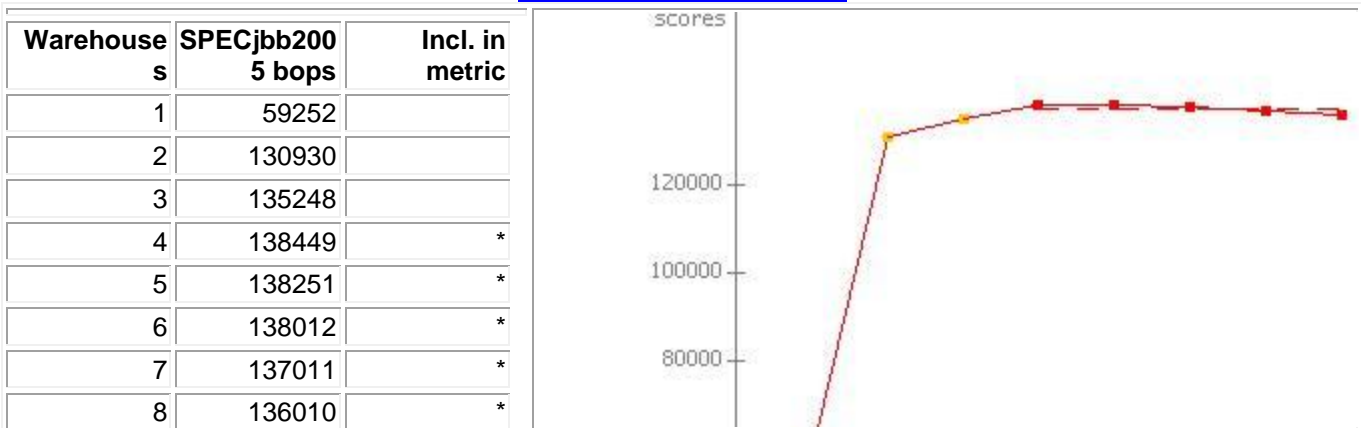 Warehouse SPECjbb200 Incl. in
s 5 bops metric
1 59252
2 130930
3 135248
4 138449 *
5 138251 *
6 138012 *
7 137011 *
8 136010 *
scores
120000
100000
80000